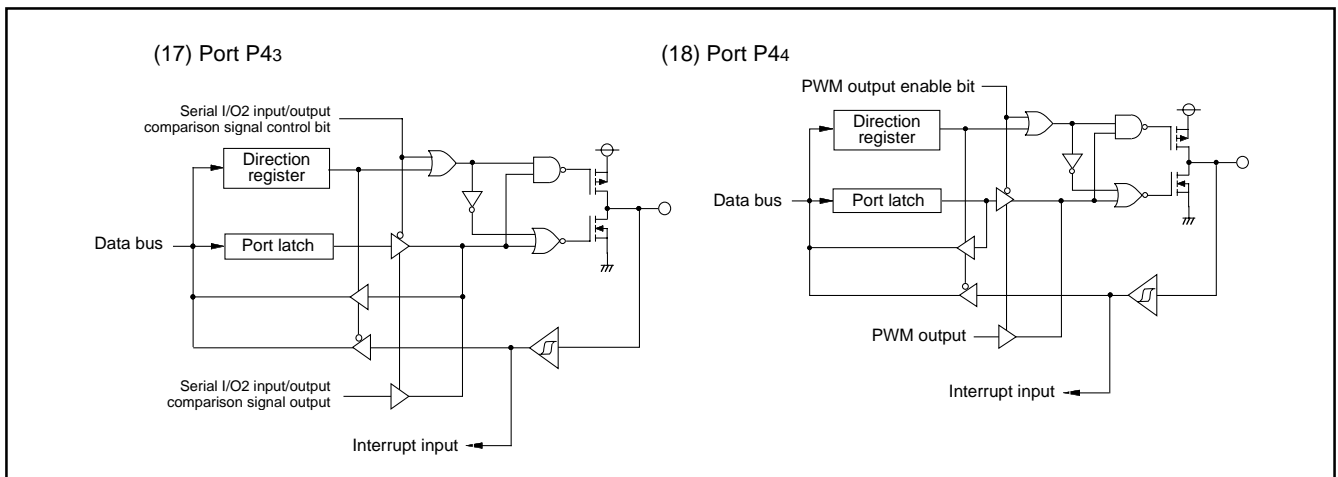 (17) Port P43
Serial I/O2 input/output
comparison signal control bit
Direction
register
Data bus
Port latch
Serial I/O2 input/output
comparison signal output
Interrupt input
(18) Port P44
PWM output enable bit
Direction
register
Data bus
Port latch
PWM output
Interrupt input